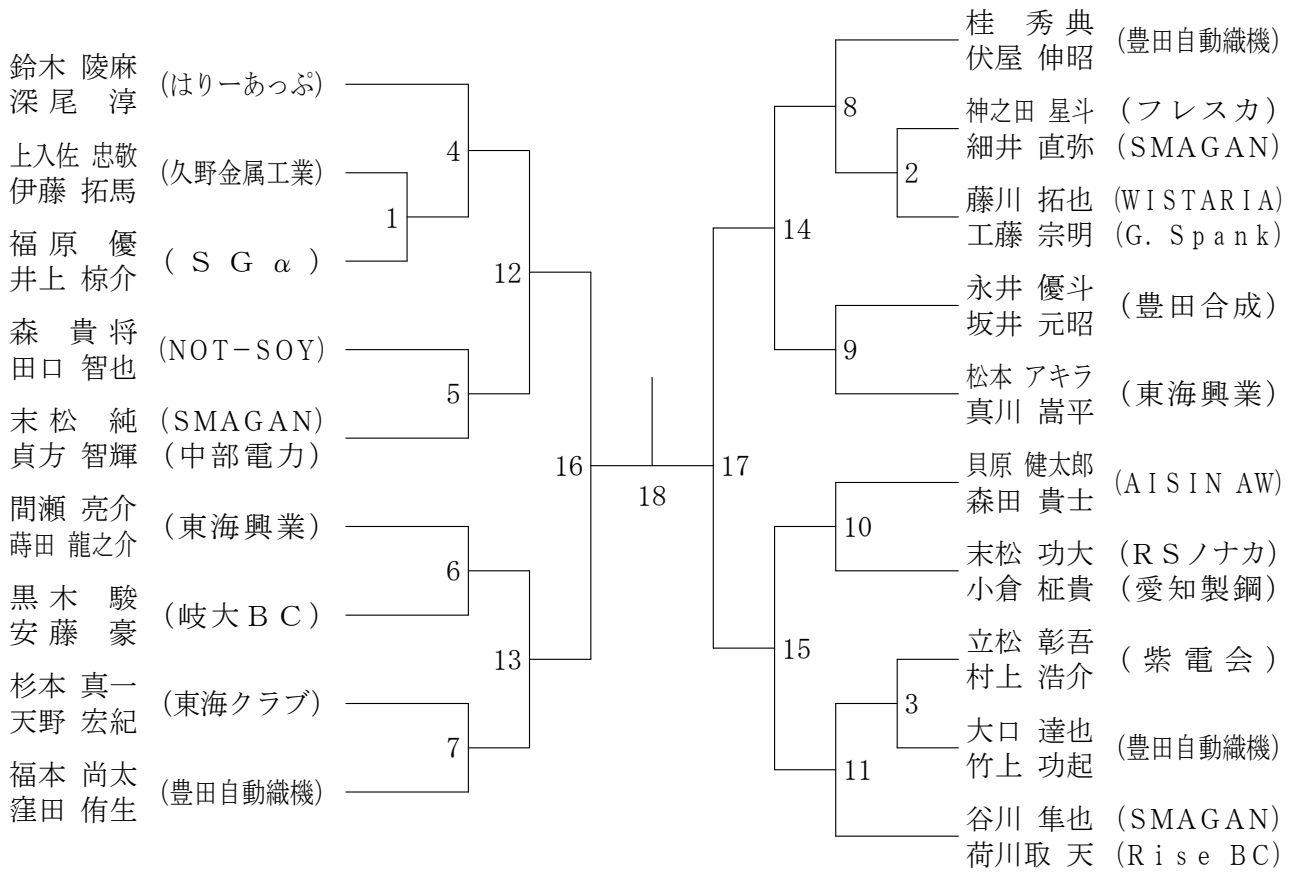 鈴木 陵麻 (はりーあっぷ)
深尾 淳
上入佐 忠敬 (久野金属工業)
伊藤 拓馬
福原 優 (SGα)
井上 椋介
森 貴将 (NOT−SOY)
田口 智也
末松 純 (SMAGAN)
貞方 智輝 (中部電力)
間瀬 亮介 (東海興業)
蒔田 龍之介
黒木 駿 (岐大BC)
安藤 豪
杉本 真一 (東海クラブ)
天野 宏紀
福本 尚太 (豊田自動織機)
窪田 侑生
4
1
12
5
16
6
13
7
18
17
8
2
14
9
10
15
3
11
桂 秀典 (豊田自動織機)
伏屋 伸昭
神之田 星斗 (フレスカ)
細井 直弥 (SMAGAN)
藤川 拓也 (WISTARIA)
工藤 宗明 (G. Spank)
永井 優斗 (豊田合成)
坂井 元昭
松本 アキラ (東海興業)
真川 嵩平
貝原 健太郎 (AISIN AW)
森田 貴士
末松 功大 (RSノナカ)
小倉 柾貴 (愛知製鋼)
立松 彰吾 (紫電会)
村上 浩介
大口 達也 (豊田自動織機)
竹上 功起
谷川 隼也 (SMAGAN)
荷川取 天 (Rise BC)